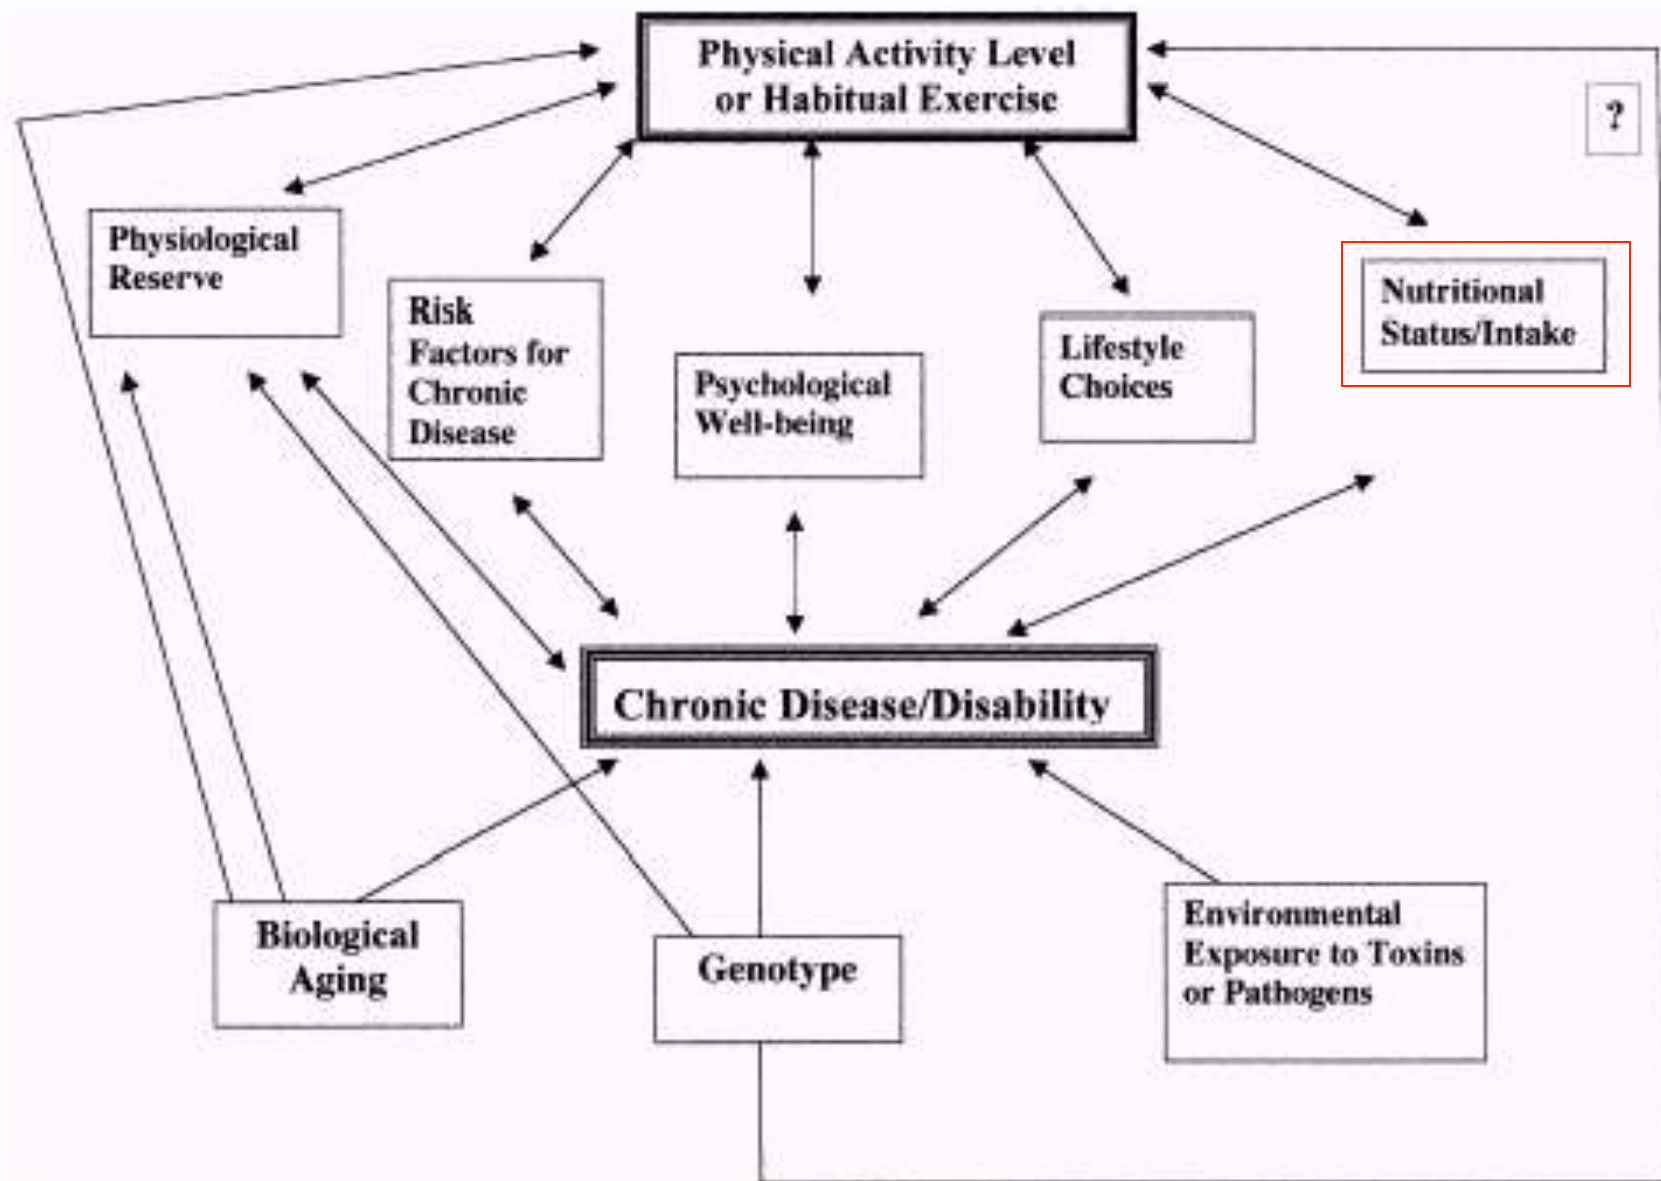 Physical Activity Level
or Habitual Exercise
?
Physiological
Reserve
Risk
Factors for
Chronic
Disease
Psychological
Well-being
Lifestyle
Choices
Nutritional
Status/Intake
Chronic Disease/Disability
Biological
Aging
Genotype
Environmental
Exposure to Toxins
or Pathogens